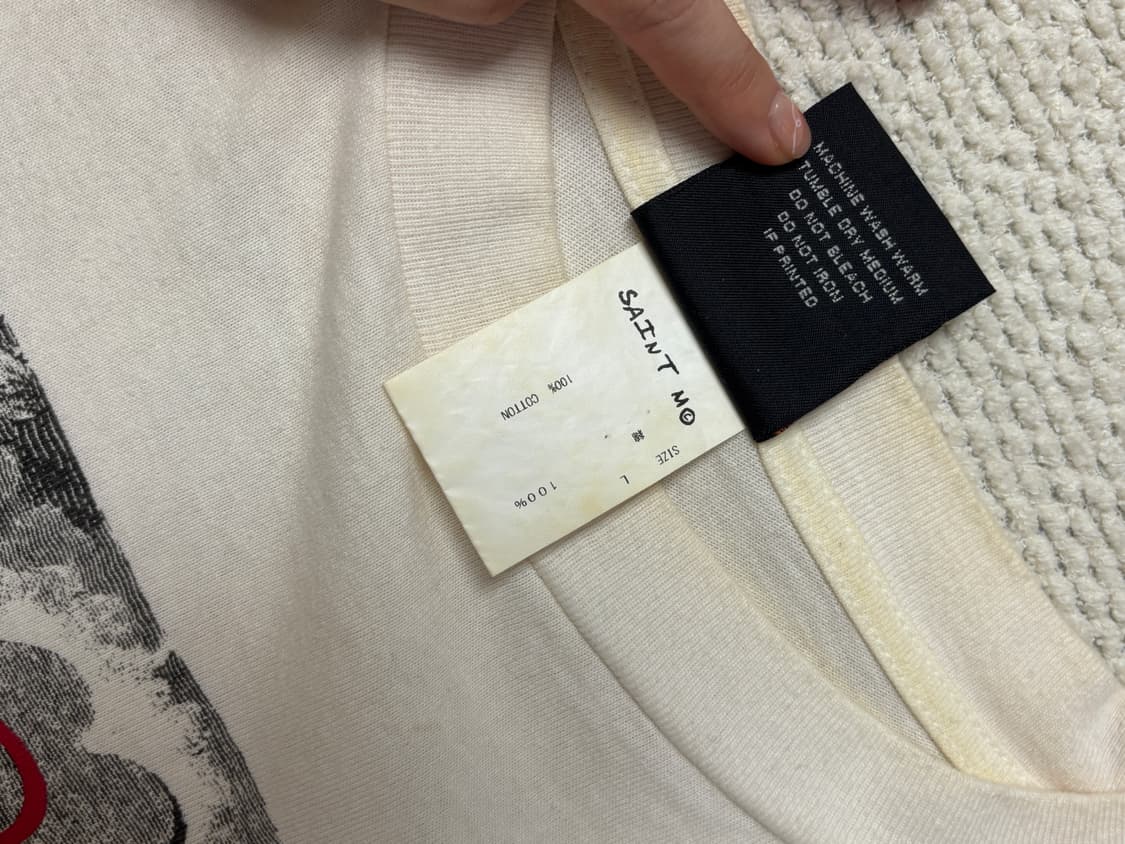 MACHINE WASH WARM
TUMBLE DRY MEDIUM
DO NOT BLEACH
DO NOT IRON
IF PRINTED
SAINT M©
SIZE L
綿 100%
100% COTTON